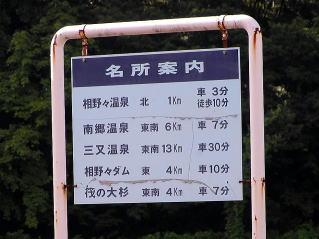 名所案内
相野々温泉 北 1Km 車 3分
徒歩10分
南郷温泉 東南 6Km 車 7分
三又温泉 東南 13Km 車30分
相野々ダム 東 4Km 車10分
筏の大杉 東南 4Km 車 7分